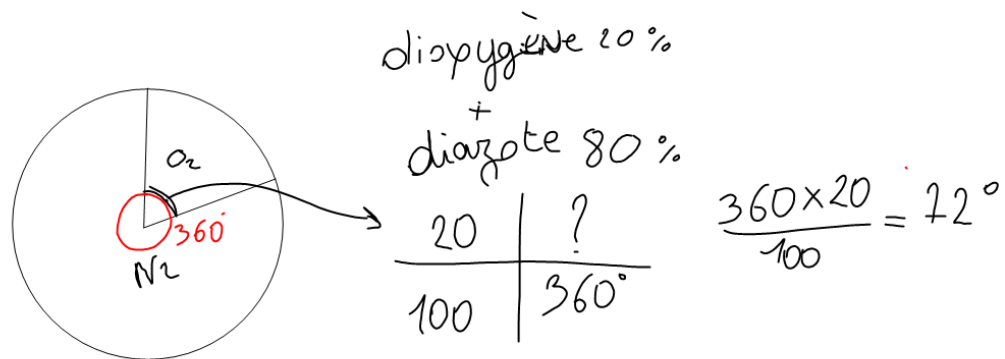 dioxygène 20%
+
diazote 80%
O2
360°
N2
20 ?
100 360°
360×20
100
= 72°